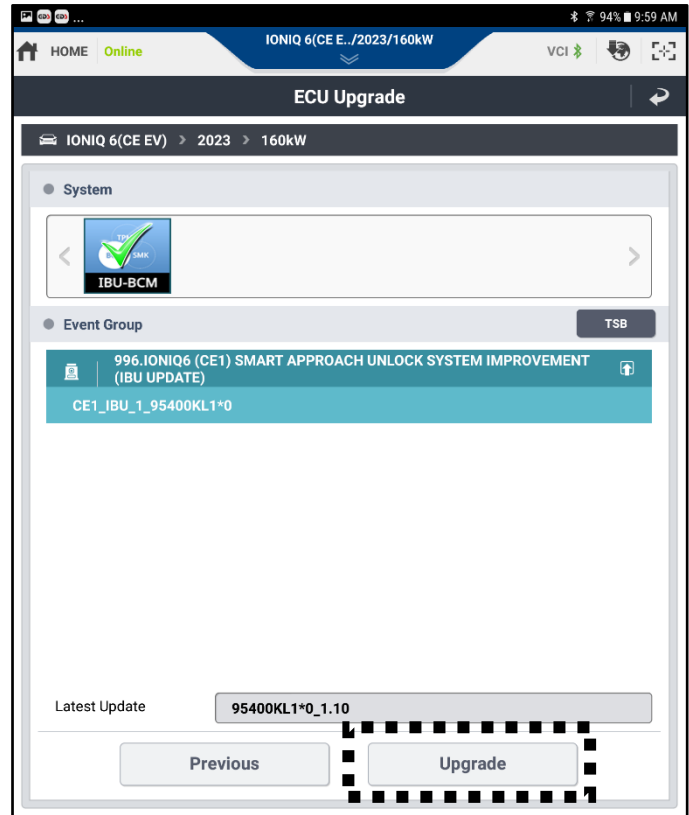 ... 94% 9:59 AM
HOME Online IONIQ 6(CE E../2023/160kW VCI
ECU Upgrade
IONIQ 6(CE EV) > 2023 > 160kW
System
SMK
IBU-BCM
Event Group TSB
996.IONIQ6 (CE1) SMART APPROACH UNLOCK SYSTEM IMPROVEMENT
(IBU UPDATE)
CE1_IBU_1_95400KL1*0
Latest Update 95400KL1*0_1.10
Previous Upgrade